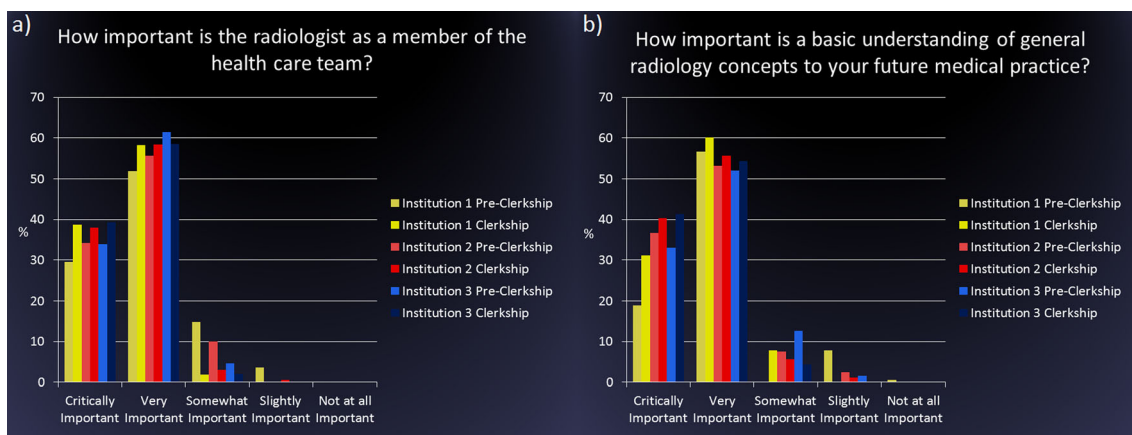 a)
How important is the radiologist as a member of the
health care team?
70
60
50
40
30
20
10
0
%
Critically
Important
Very
Important
Somewhat
Important
Slightly
Important
Not at all
Important
Institution 1 Pre-Clerkship
Institution 1 Clerkship
Institution 2 Pre-Clerkship
Institution 2 Clerkship
Institution 3 Pre-Clerkship
Institution 3 Clerkship
b)
How important is a basic understanding of general
radiology concepts to your future medical practice?
70
60
50
40
30
20
10
0
%
Critically
Important
Very
Important
Somewhat
Important
Slightly
Important
Not at all
Important
Institution 1 Pre-Clerkship
Institution 1 Clerkship
Institution 2 Pre-Clerkship
Institution 2 Clerkship
Institution 3 Pre-Clerkship
Institution 3 Clerkship